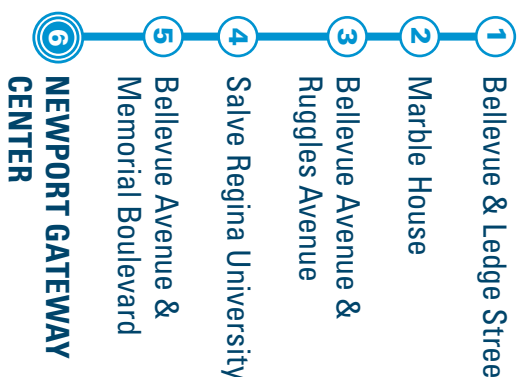 1
Bellevue & Ledge Stree
2
Marble House
3
Bellevue Avenue &
Ruggles Avenue
4
Salve Regina University
5
Bellevue Avenue &
Memorial Boulevard
6
NEWPORT GATEWAY
CENTER